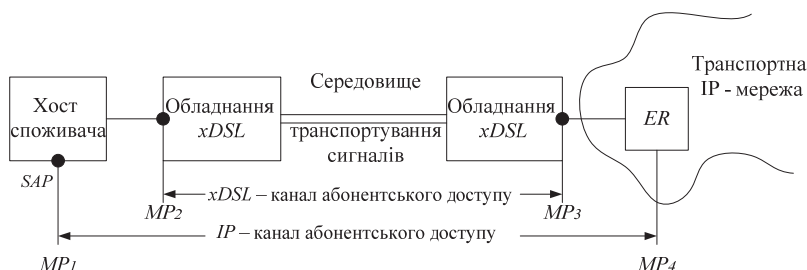 Хост
споживача
SAP
Обладнання
xDSL
Середовище
транспортування
сигналів
Обладнання
xDSL
Транспортна
IP - мережа
ER
xDSL – канал абонентського доступу
MP2
MP3
IP – канал абонентського доступу
MP1
MP4